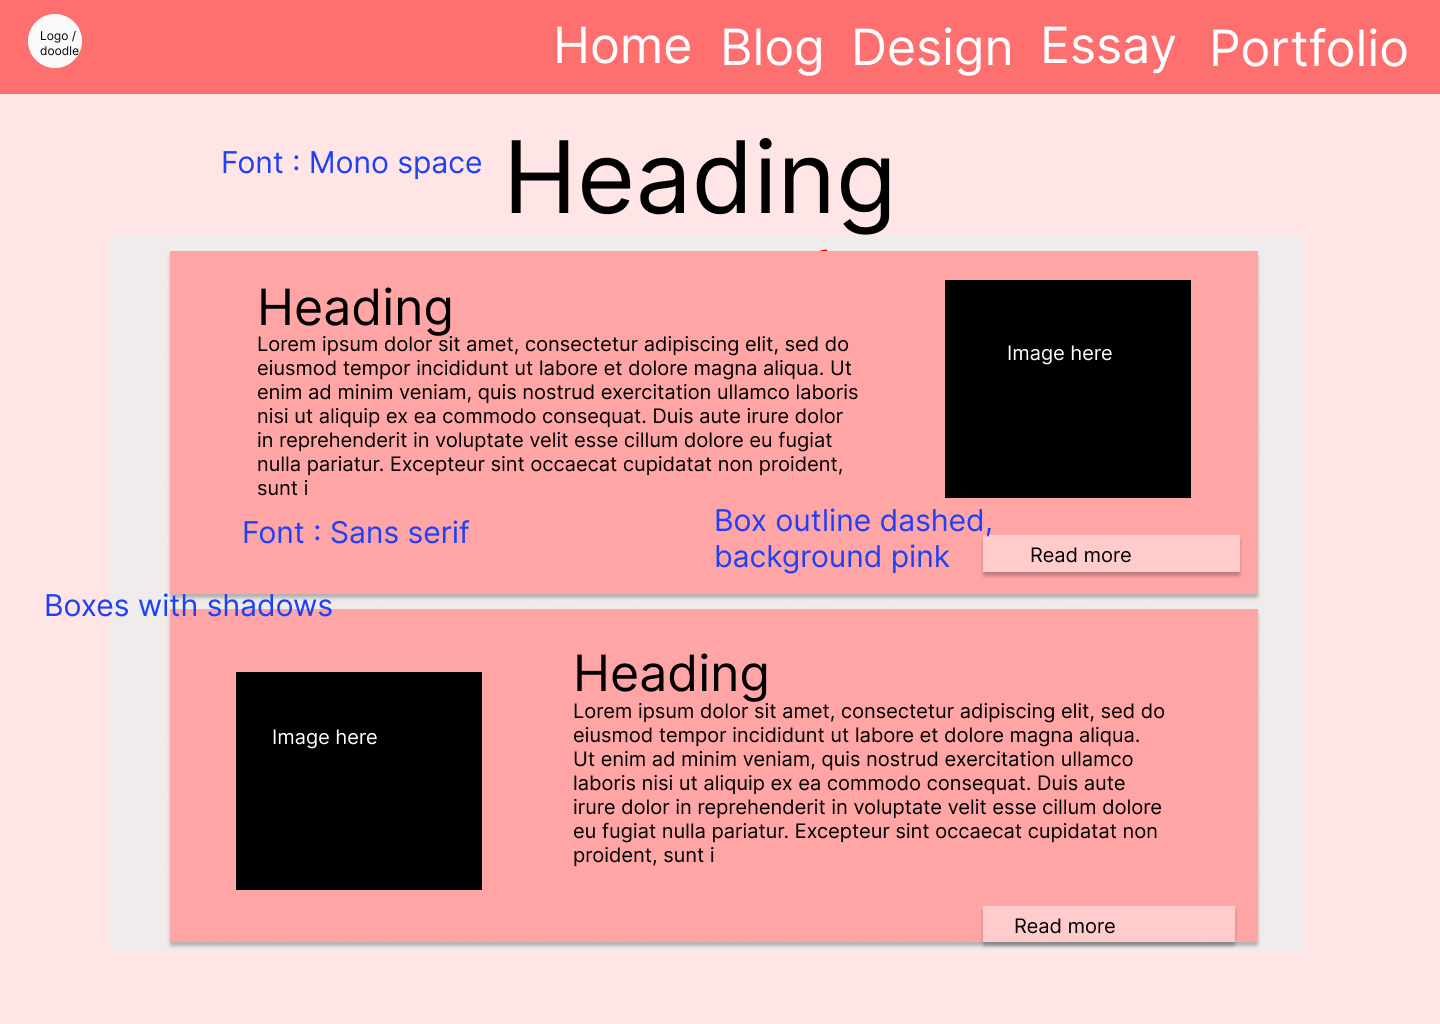 Logo /
doodle
Home Blog Design Essay Portfolio
Font : Mono space
Heading
Heading
Lorem ipsum dolor sit amet, consectetur adipiscing elit, sed do
eiusmod tempor incididunt ut labore et dolore magna aliqua. Ut
enim ad minim veniam, quis nostrud exercitation ullamco laboris
nisi ut aliquip ex ea commodo consequat. Duis aute irure dolor
in reprehenderit in voluptate velit esse cillum dolore eu fugiat
nulla pariatur. Excepteur sint occaecat cupidatat non proident,
sunt i
Image here
Font : Sans serif
Box outline dashed,
background pink
Read more
Boxes with shadows
Image here
Heading
Lorem ipsum dolor sit amet, consectetur adipiscing elit, sed do
eiusmod tempor incididunt ut labore et dolore magna aliqua.
Ut enim ad minim veniam, quis nostrud exercitation ullamco
laboris nisi ut aliquip ex ea commodo consequat. Duis aute
irure dolor in reprehenderit in voluptate velit esse cillum dolore
eu fugiat nulla pariatur. Excepteur sint occaecat cupidatat non
proident, sunt i
Read more